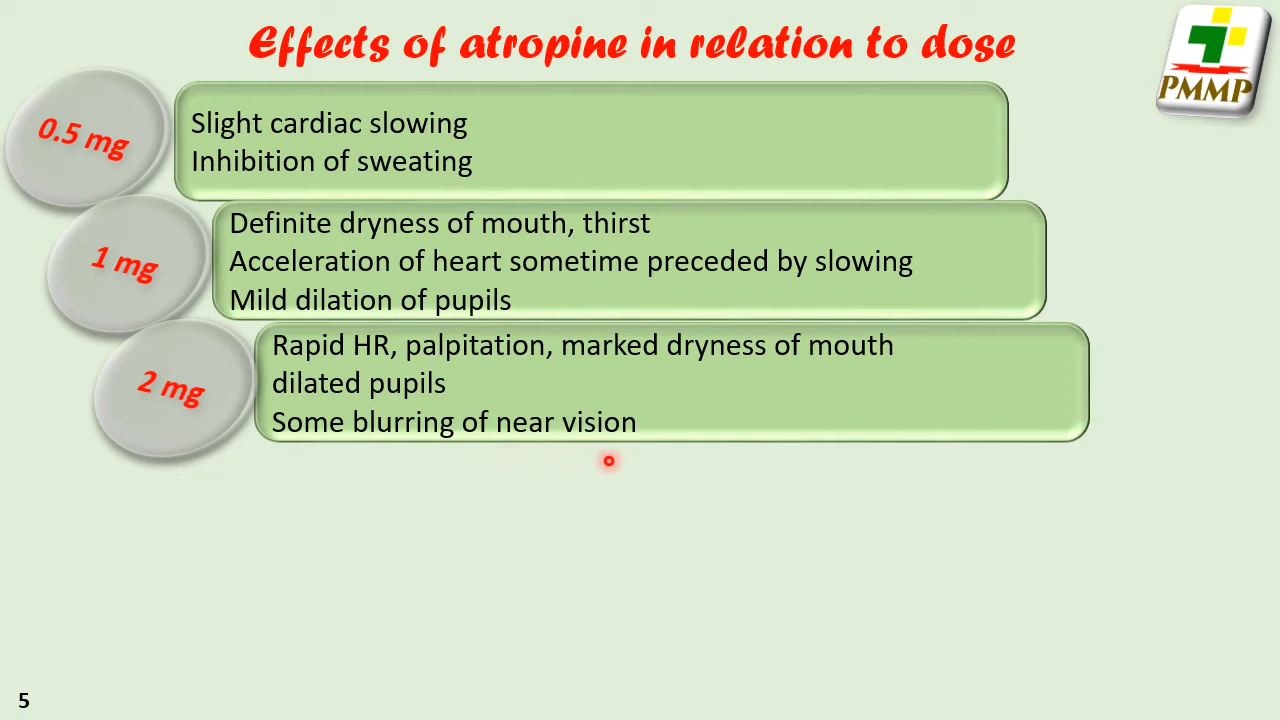 Effects of atropine in relation to dose
PMMP
0.5 mg
Slight cardiac slowing
Inhibition of sweating
1 mg
Definite dryness of mouth, thirst
Acceleration of heart sometime preceded by slowing
Mild dilation of pupils
2 mg
Rapid HR, palpitation, marked dryness of mouth
dilated pupils
Some blurring of near vision
5